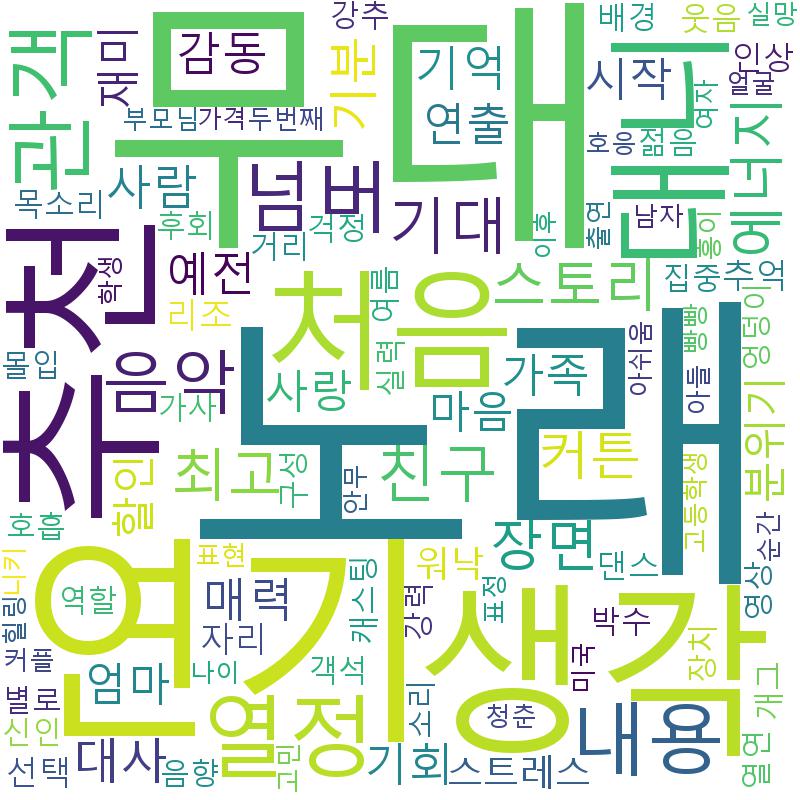 무대
감동
관객
재미
강추
기분
기억
연출
배경
웃음
실망
시작
인상
얼굴
여자
댄서
부모님
가격
두번째
호응
젊음
에너지
사람
넘버
기대
목소리
후회
걱정
거리
이후
출연
남자
홍이
추천
학생
예전
리조
처음
여름
스토리
집중
추억
몰입
음악
가사
사랑
실력
노래
가족
마음
아쉬움
아들
빵빵
엉덩이
분위기
최고
구성
친구
커튼
안무
할인
고등학생
호흡
장면
댄스
순간
영상
연기
표현
워낙
역할
니키
힐링
매력
자리
캐스팅
강력
표정
생각
박수
미국
장치
커플
엄마
나이
객석
별로
신인
열정
소리
청춘
내용
개그
열연
선택
대사
음향
고민
기회
스트레스